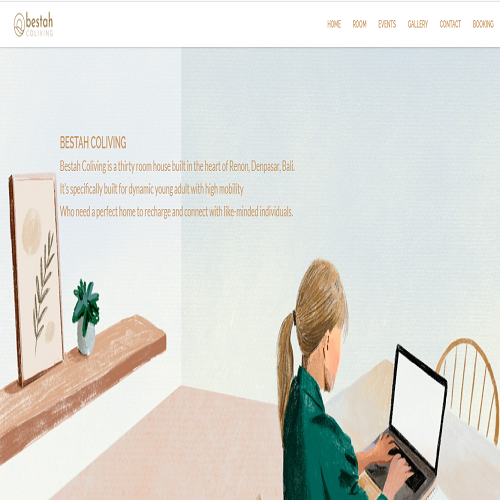 bestah
COLIVING
HOME ROOM EVENTS GALLERY CONTACT BOOKING
BESTAH COLIVING
Bestah Coliving is a thirty room house built in the heart of Renon, Denpasar, Bali.
It's specifically built for dynamic young adult with high mobility
Who need a perfect home to recharge and connect with like-minded individuals.